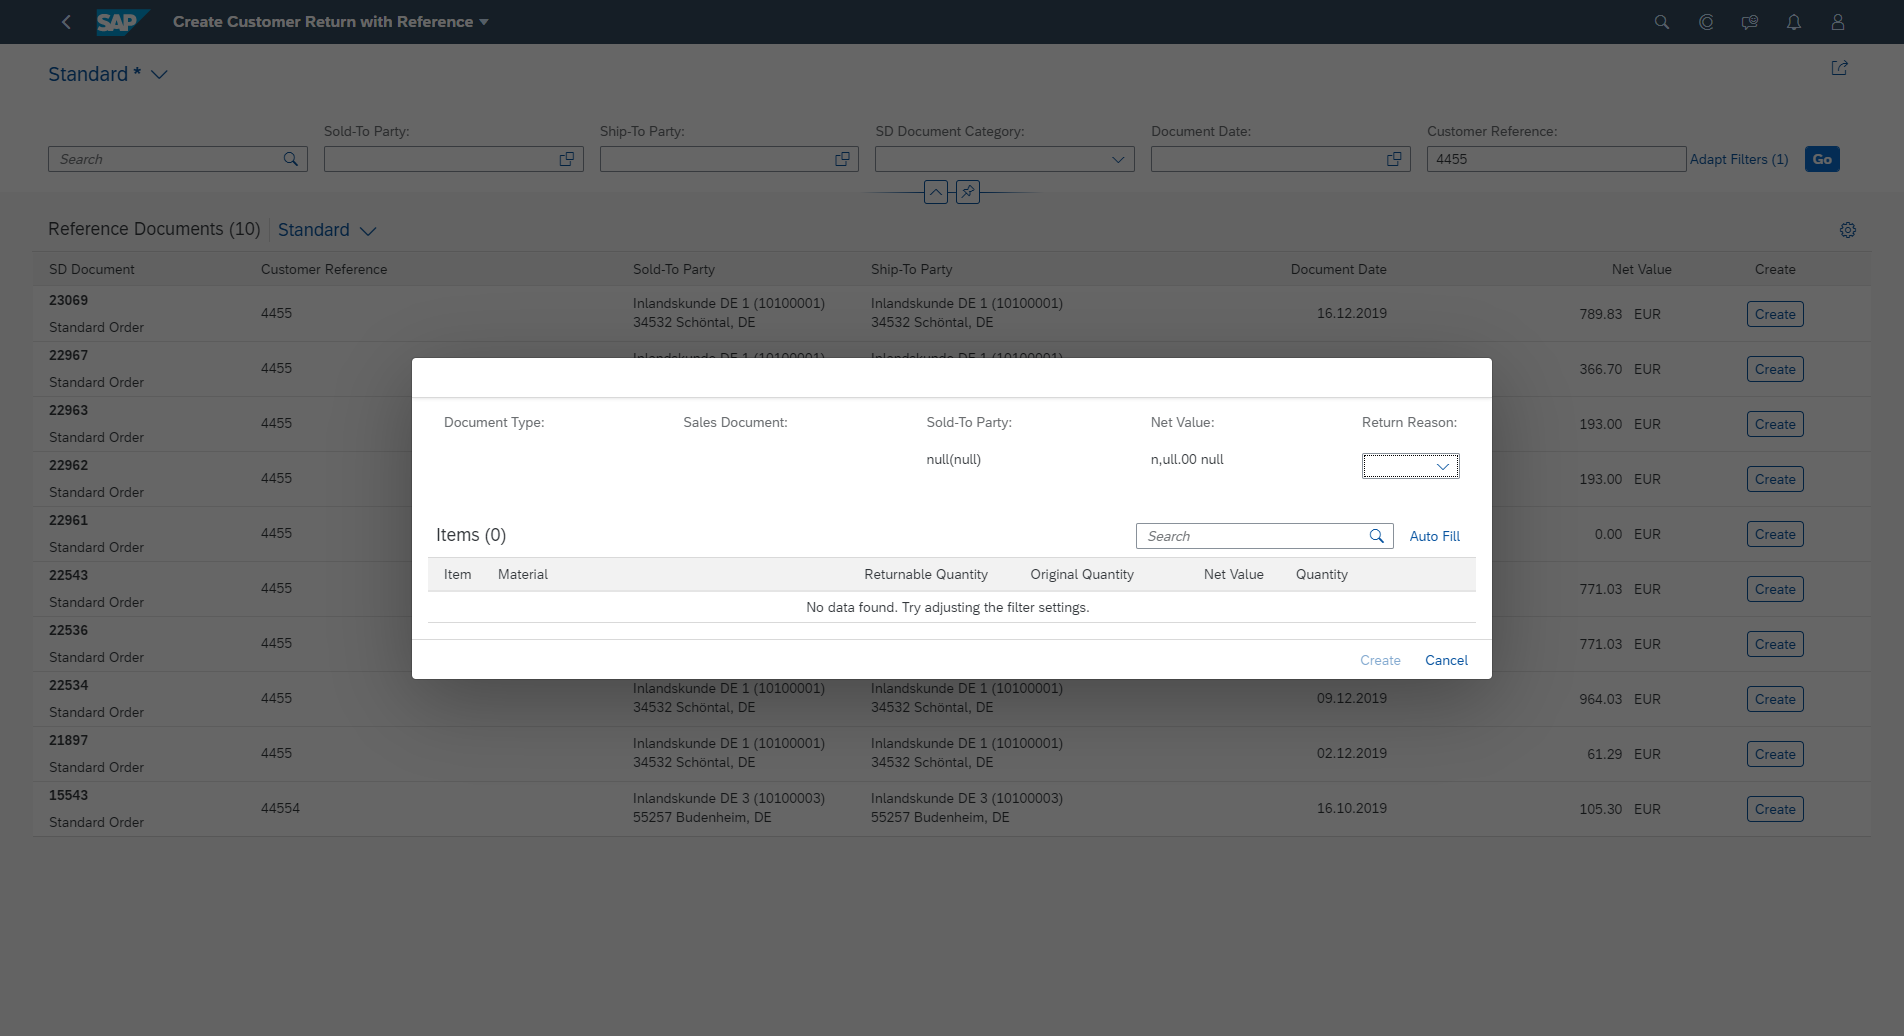 SAP Create Customer Return with Reference
Standard *
Sold-To Party: Ship-To Party: SD Document Category: Document Date: Customer Reference:
Search 4455 Adapt Filters (1) Go
Reference Documents (10) Standard
SD Document Customer Reference Sold-To Party Ship-To Party Document Date Net Value Create
23069
Standard Order
4455
Inlandskunde DE 1 (10100001)
34532 Schöntal, DE
Inlandskunde DE 1 (10100001)
34532 Schöntal, DE
16.12.2019
789.83 EUR
Create
22967
Standard Order
4455
Inlandskunde DE 1 (10100001)
Inlandskunde DE 1 (10100001)
366.70 EUR
Create
22963
Standard Order
4455
193.00 EUR
Create
22962
Standard Order
4455
193.00 EUR
Create
22961
Standard Order
4455
0.00 EUR
Create
22543
Standard Order
4455
771.03 EUR
Create
22536
Standard Order
4455
771.03 EUR
Create
22534
Standard Order
4455
Inlandskunde DE 1 (10100001)
34532 Schöntal, DE
Inlandskunde DE 1 (10100001)
34532 Schöntal, DE
09.12.2019
964.03 EUR
Create
21897
Standard Order
4455
Inlandskunde DE 1 (10100001)
34532 Schöntal, DE
Inlandskunde DE 1 (10100001)
34532 Schöntal, DE
02.12.2019
61.29 EUR
Create
15543
Standard Order
44554
Inlandskunde DE 3 (10100003)
55257 Budenheim, DE
Inlandskunde DE 3 (10100003)
55257 Budenheim, DE
16.10.2019
105.30 EUR
Create
Document Type: Sales Document: Sold-To Party: Net Value: Return Reason:
null(null) n,ull.00 null
Items (0) Search Auto Fill
Item Material Returnable Quantity Original Quantity Net Value Quantity
No data found. Try adjusting the filter settings.
Create Cancel